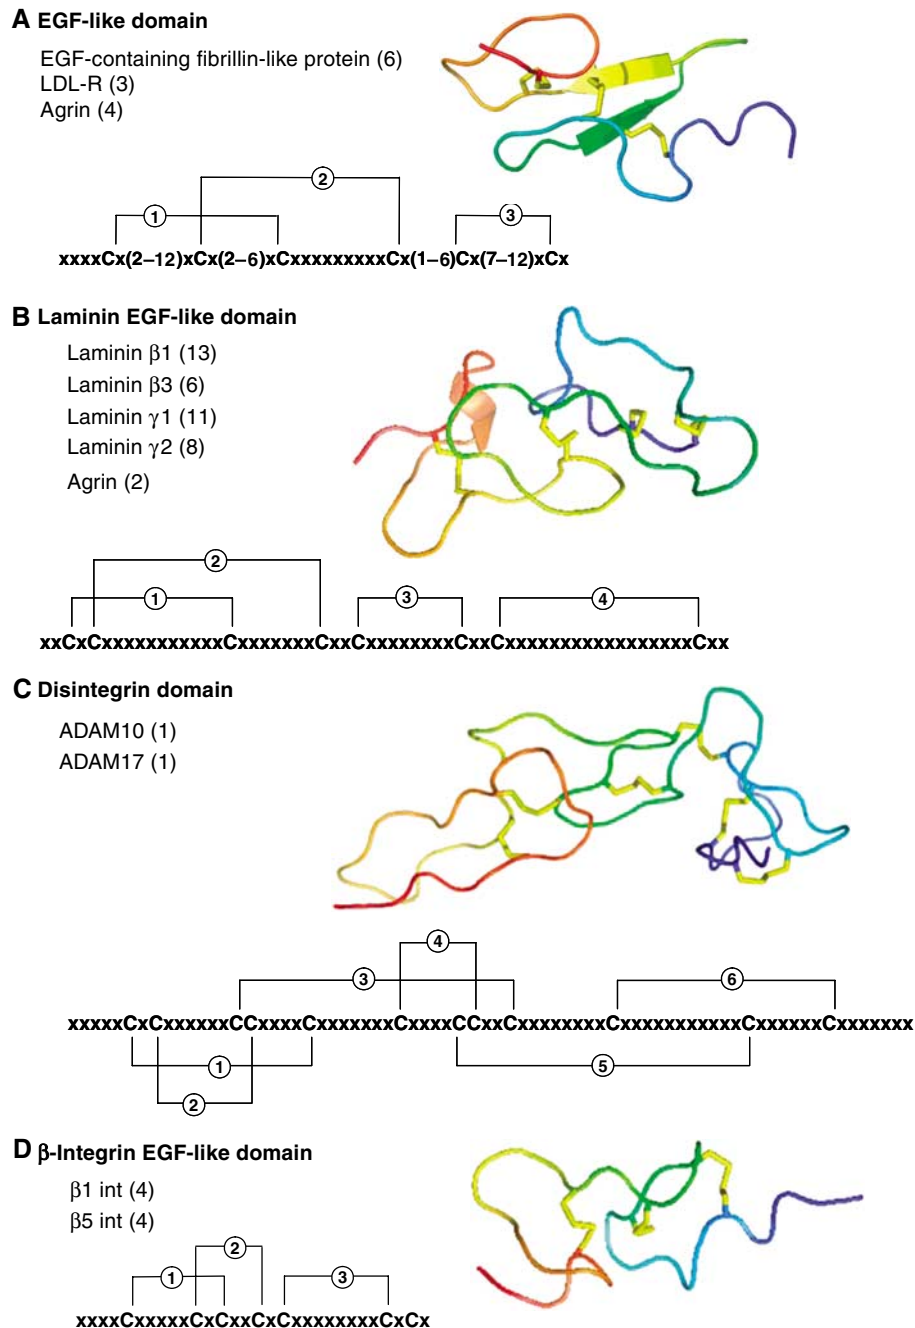 A EGF-like domain
EGF-containing fibrillin-like protein (6)
LDL-R (3)
Agrin (4)
2
1
3
xxxxCx(2–12)xCx(2–6)xCxxxxxxxxxCx(1–6)Cx(7–12)xCx
B Laminin EGF-like domain
Laminin β1 (13)
Laminin β3 (6)
Laminin γ1 (11)
Laminin γ2 (8)
Agrin (2)
2
1 3 4
xxCxCxxxxxxxxxxxCxxxxxxxCxxCxxxxxxxxCxxCxxxxxxxxxxxxxxxxxCxx
C Disintegrin domain
ADAM10 (1)
ADAM17 (1)
4
3 6
xxxxxCxCxxxxxxCCxxxxCxxxxxxxCxxxxCCxxCxxxxxxxxCxxxxxxxxxxxCxxxxxxCxxxxxxx
1 5
2
D β-Integrin EGF-like domain
β1 int (4)
β5 int (4)
2
1 3
xxxxCxxxxxCxCxxCxCxxxxxxxxCxCx